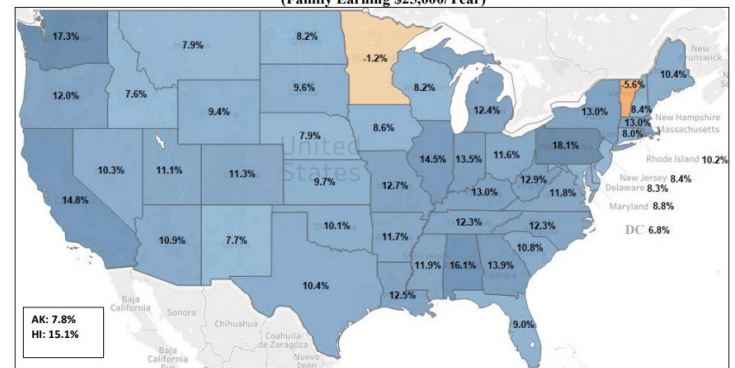 (Family Earning $25,000/Year)
17.3%
7.9%
8.2%
-1.2%
New
Brunswick
12.0%
7.6%
9.6%
8.2%
12.4%
-5.6%
10.4%
9.4%
13.0%
8.4%
New Hampshire
13.0%
Massachusetts
8.0%
7.9%
8.6%
United
States
14.5%
13.5%
11.6%
18.1%
Rhode Island 10.2%
10.3%
11.1%
11.3%
9.7%
12.7%
13.0%
12.9%
11.8%
New Jersey 8.4%
Delaware 8.3%
Maryland 8.8%
DC 6.8%
14.8%
10.9%
7.7%
10.1%
11.7%
12.3%
12.3%
10.8%
10.4%
12.5%
11.9%
16.1%
13.9%
Georgia
9.0%
AK: 7.8%
HI: 15.1%
Baja
California
Sonora
Chihuahua
Coahuila
de Zaragoza
Baja
California
Sur
Nuevo
León